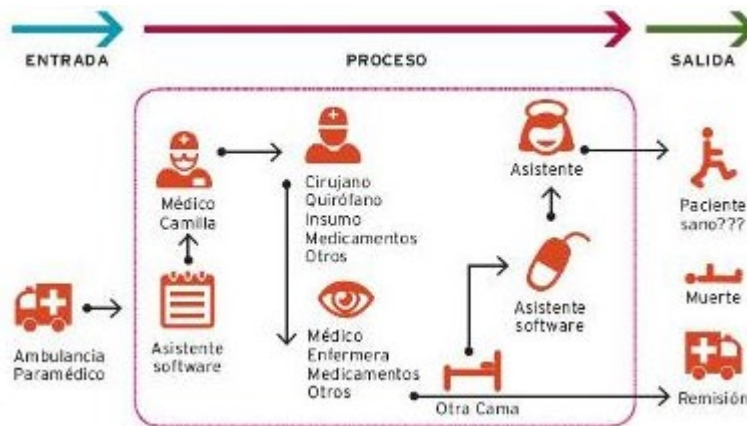 ENTRADA
PROCESO
SALIDA
Médico
Camilla
Cirujano
Quirófano
Insumo
Medicamentos
Otros
Asistente
Paciente
sano???
Ambulancia
Paramédico
Asistente
software
Médico
Enfermera
Medicamentos
Otros
Otra Cama
Asistente
software
Muerte
Remisión